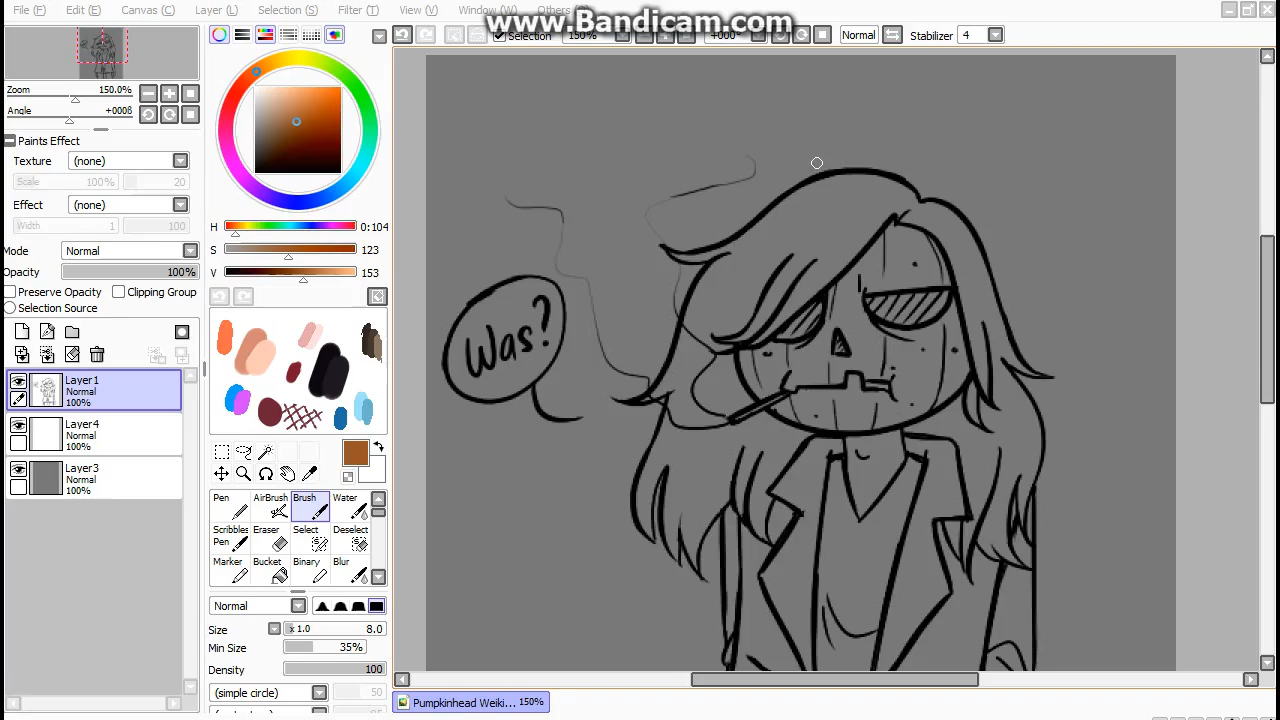 File (F) Edit (E) Canvas (C) Layer (L) Selection (S) Filter (T) View (V) Window (W) Others (O)
www.Bandicam.com
Selection 150% +000° Normal Stabilizer 4
Zoom 150.0%
Angle +000ß
Paints Effect
Texture (none)
Scale 100% 20
Effect (none)
Width 1 100
Mode Normal
Opacity 100%
Preserve Opacity Clipping Group
Selection Source
Layer1
Normal
100%
Layer4
Normal
100%
Layer3
Normal
100%
H 0:104
S 123
V 153
Pen AirBrush Brush Water
Scribbles Pen Eraser Select Deselect
Marker Bucket Binary Blur
Normal
Size x 1.0 8.0
Min Size 35%
Density 100
(simple circle) 50
Was?
Pumpkinhead Weiki... 150%